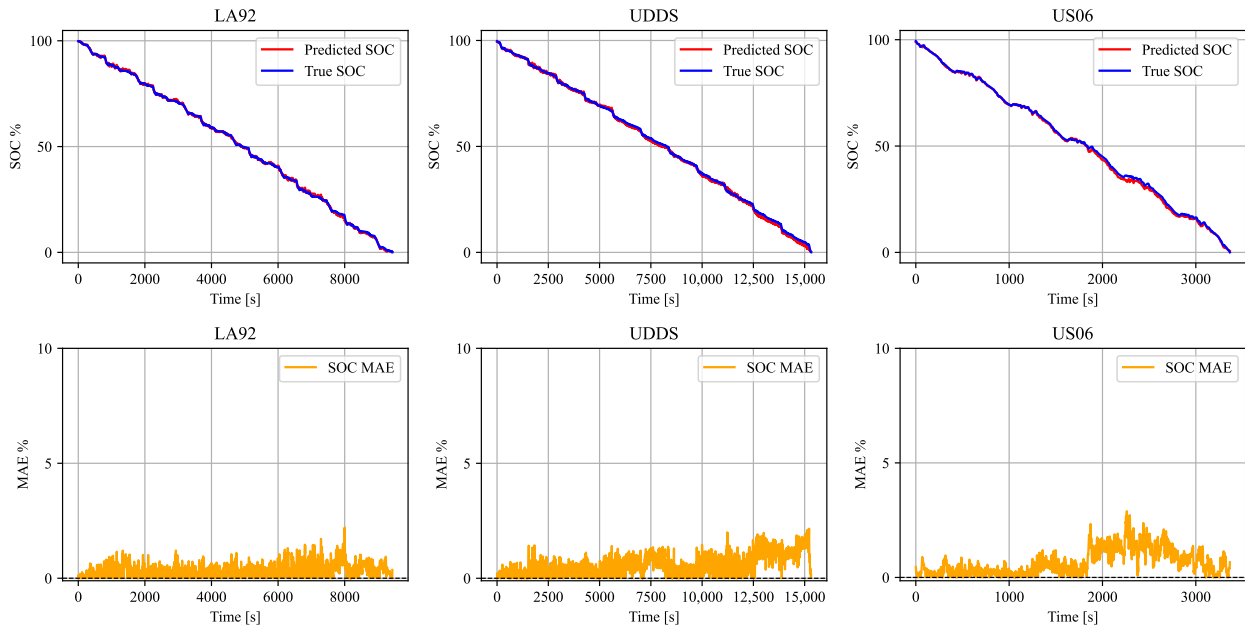 LA92
UDDS
US06
100
50
0
SOC %
Predicted SOC
True SOC
0
2000
4000
6000
8000
Time [s]
100
50
0
SOC %
Predicted SOC
True SOC
0
2500
5000
7500
10,000
12,500
15,000
Time [s]
100
50
0
SOC %
Predicted SOC
True SOC
0
1000
2000
3000
Time [s]
LA92
UDDS
US06
10
5
0
MAE %
SOC MAE
0
2000
4000
6000
8000
Time [s]
10
5
0
MAE %
SOC MAE
0
2500
5000
7500
10,000
12,500
15,000
Time [s]
10
5
0
MAE %
SOC MAE
0
1000
2000
3000
Time [s]